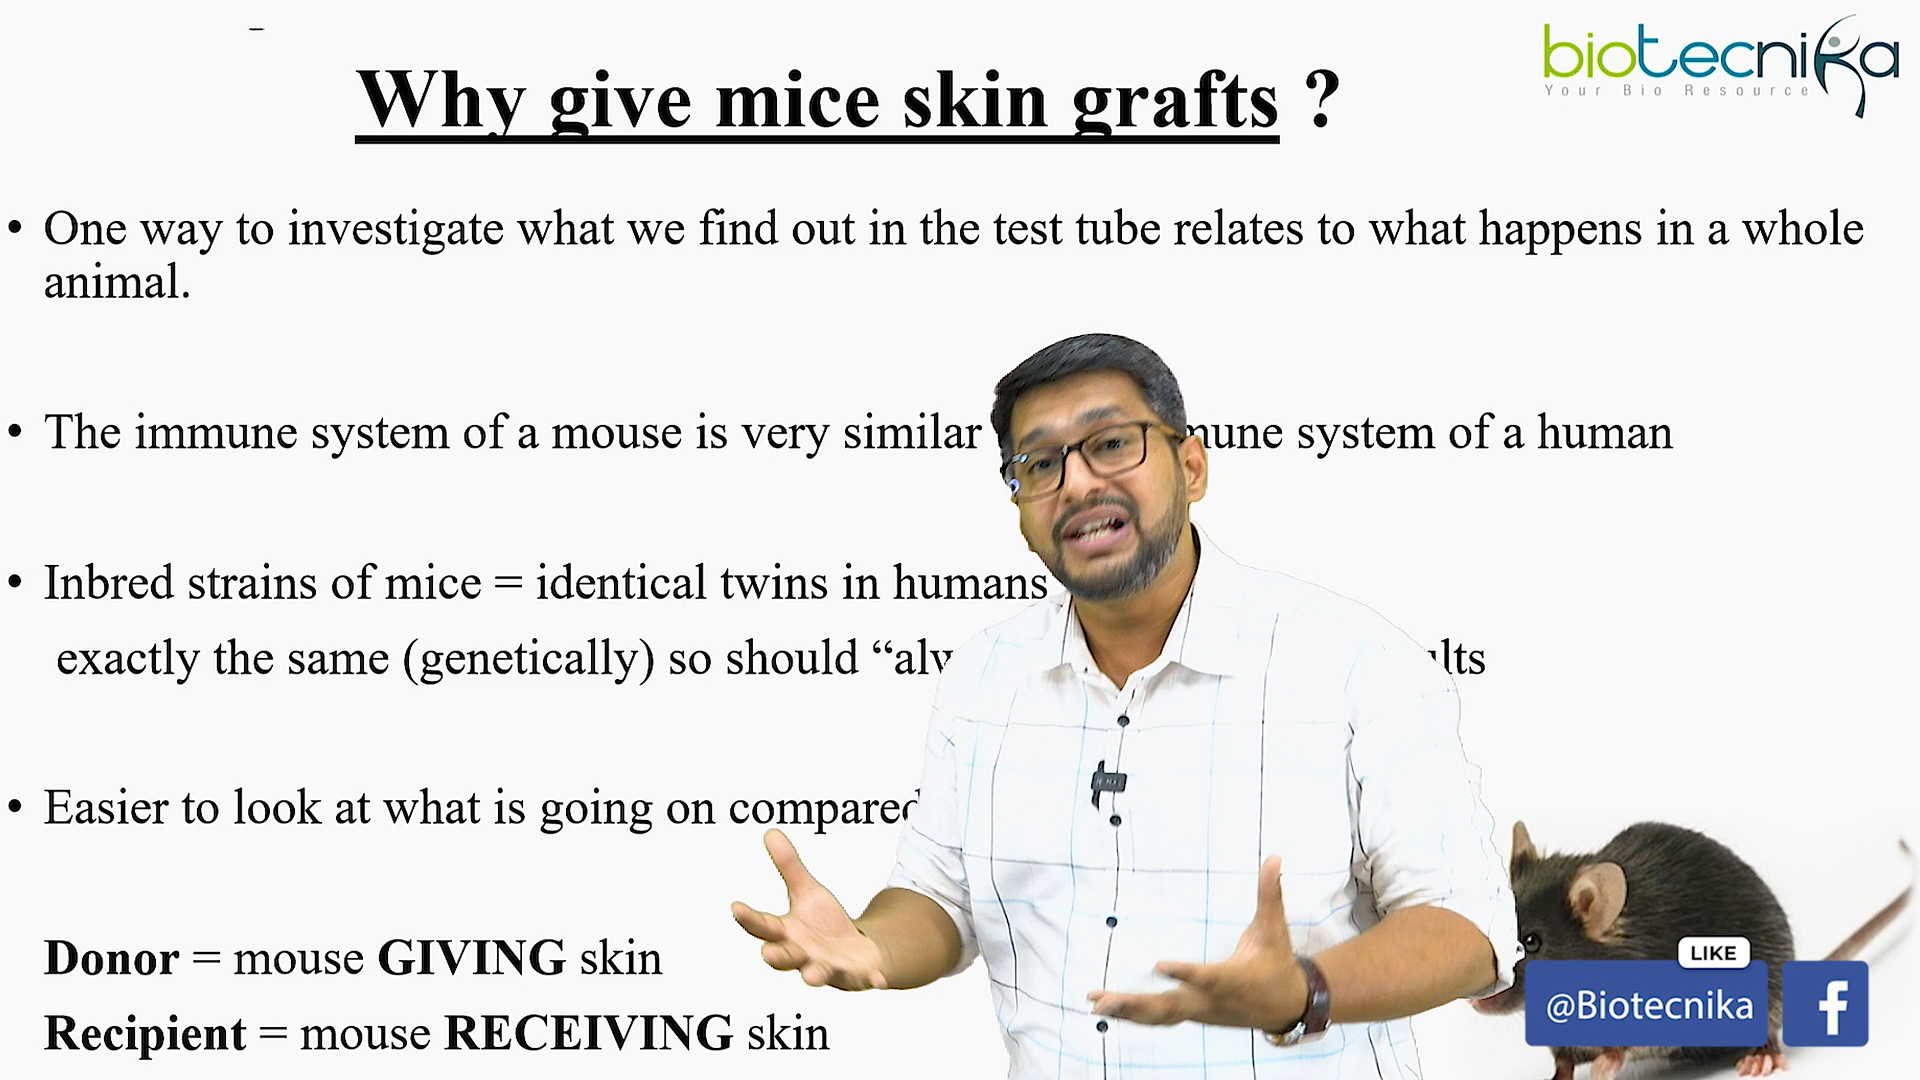 biotecnika
Your Bio Resource
Why give mice skin grafts ?
• One way to investigate what we find out in the test tube relates to what happens in a whole
animal.
• The immune system of a mouse is very similar system of a human
• Inbred strains of mice = identical twins in humans
exactly the same (genetically) so should
• Easier to look at what is going on compared
Donor = mouse GIVING skin
Recipient = mouse RECEIVING skin
LIKE
@Biotecnika
f